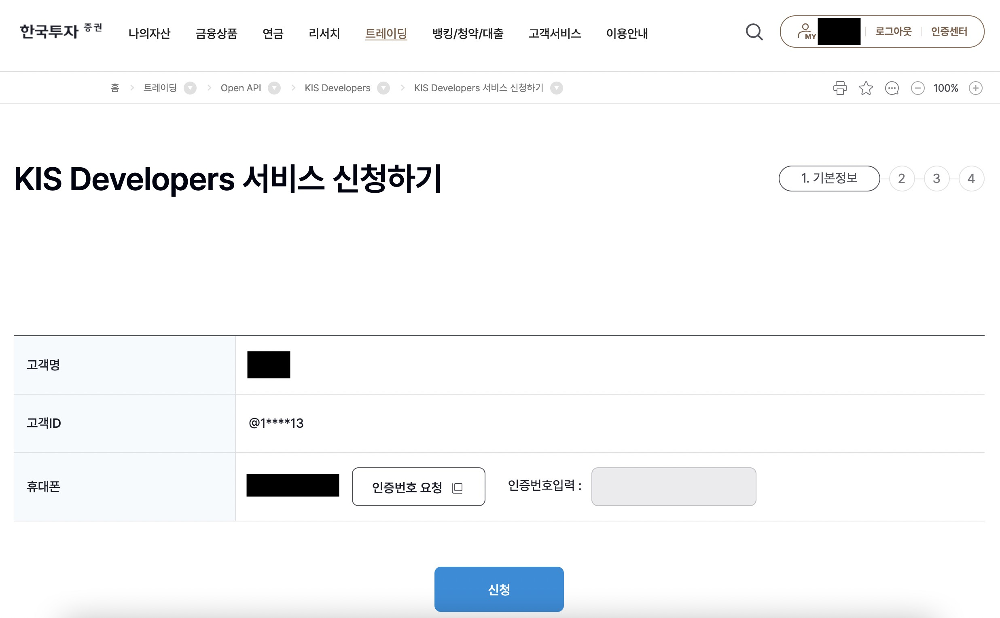 한국투자 증권 나의자산 금융상품 연금 리서치 트레이딩 뱅킹/청약/대출 고객서비스 이용안내 MY 로그아웃 인증센터
홈 트레이딩 Open API KIS Developers KIS Developers 서비스 신청하기 100%
KIS Developers 서비스 신청하기 1. 기본정보 2 3 4
고객명
고객ID @1****13
휴대폰 인증번호 요청 인증번호입력 :
신청